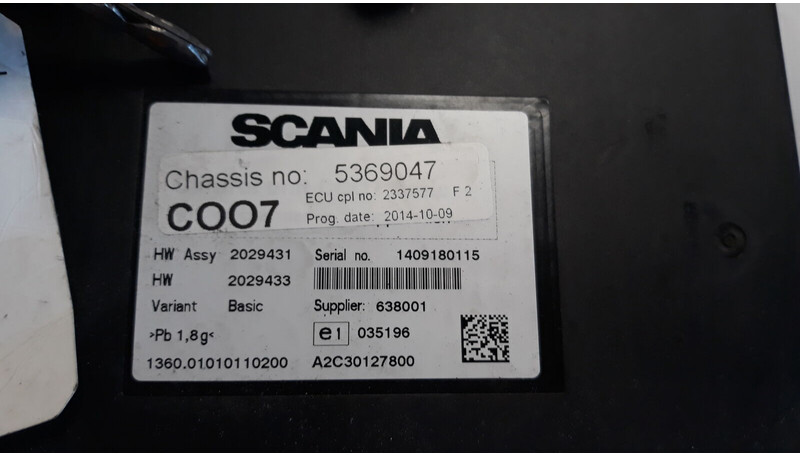 SCANIA
Chassis no: 5369047
ECU cpl no: 2337577 F 2
COO7
Prog. date: 2014-10-09
HW Assy 2029431 Serial no. 1409180115
HW 2029433
Variant Basic Supplier: 638001
>Pb 1,8g< e1 035196
1360.01010110200 A2C30127800